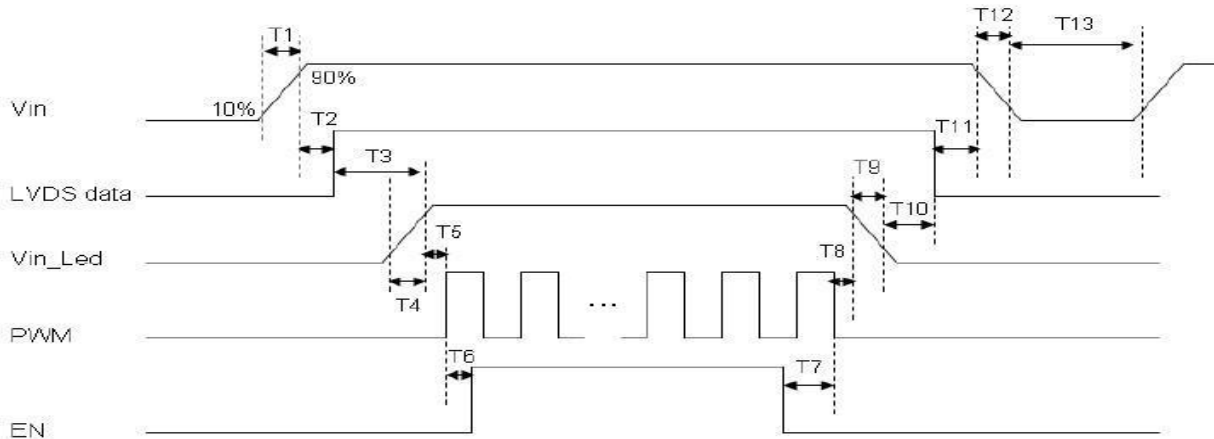 T1
T12
T13
90%
10%
Vin
T2
T11
T3
T9
LVDS data
T10
T5
Vin_Led
T8
T4
...
PWM
T6
T7
EN